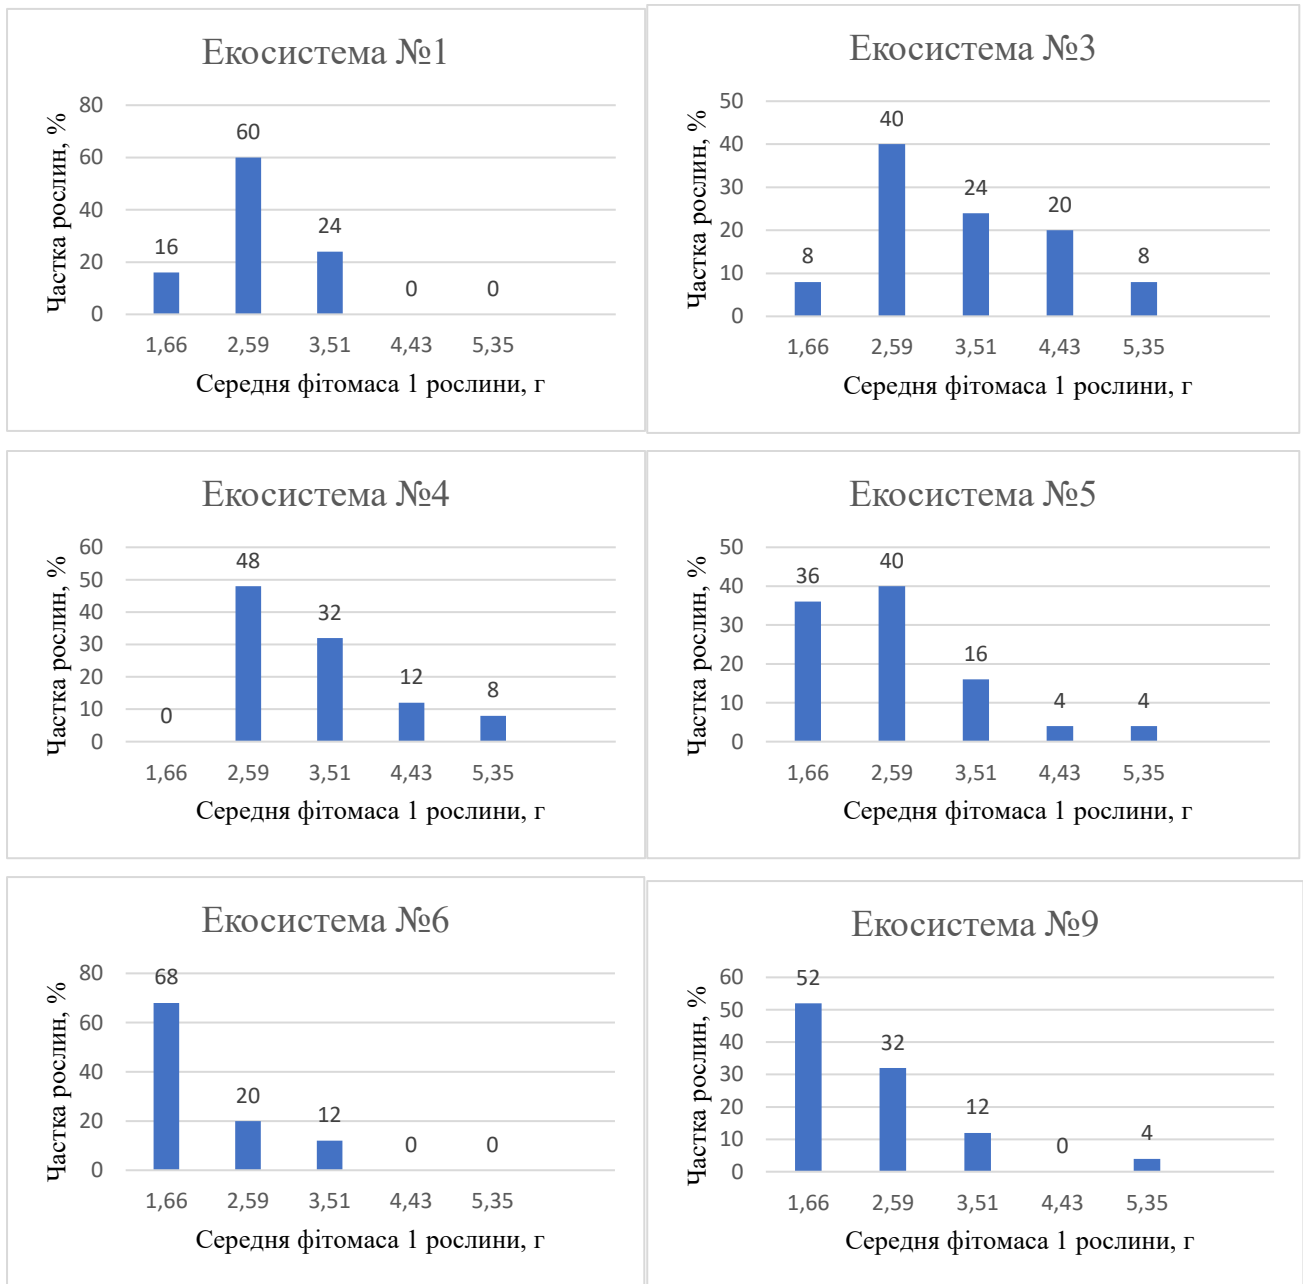 Екосистема №1
Частка рослин, %
80
60
40
20
0
16
60
24
0
0
1,66 2,59 3,51 4,43 5,35
Середня фітомаса 1 рослини, г
Екосистема №3
Частка рослин, %
50
40
30
20
10
0
8
40
24
20
8
1,66 2,59 3,51 4,43 5,35
Середня фітомаса 1 рослини, г
Екосистема №4
Частка рослин, %
60
50
40
30
20
10
0
0
48
32
12
8
1,66 2,59 3,51 4,43 5,35
Середня фітомаса 1 рослини, г
Екосистема №5
Частка рослин, %
50
40
30
20
10
0
36
40
16
4
4
1,66 2,59 3,51 4,43 5,35
Середня фітомаса 1 рослини, г
Екосистема №6
Частка рослин, %
80
60
40
20
0
68
20
12
0
0
1,66 2,59 3,51 4,43 5,35
Середня фітомаса 1 рослини, г
Екосистема №9
Частка рослин, %
60
50
40
30
20
10
0
52
32
12
0
4
1,66 2,59 3,51 4,43 5,35
Середня фітомаса 1 рослини, г